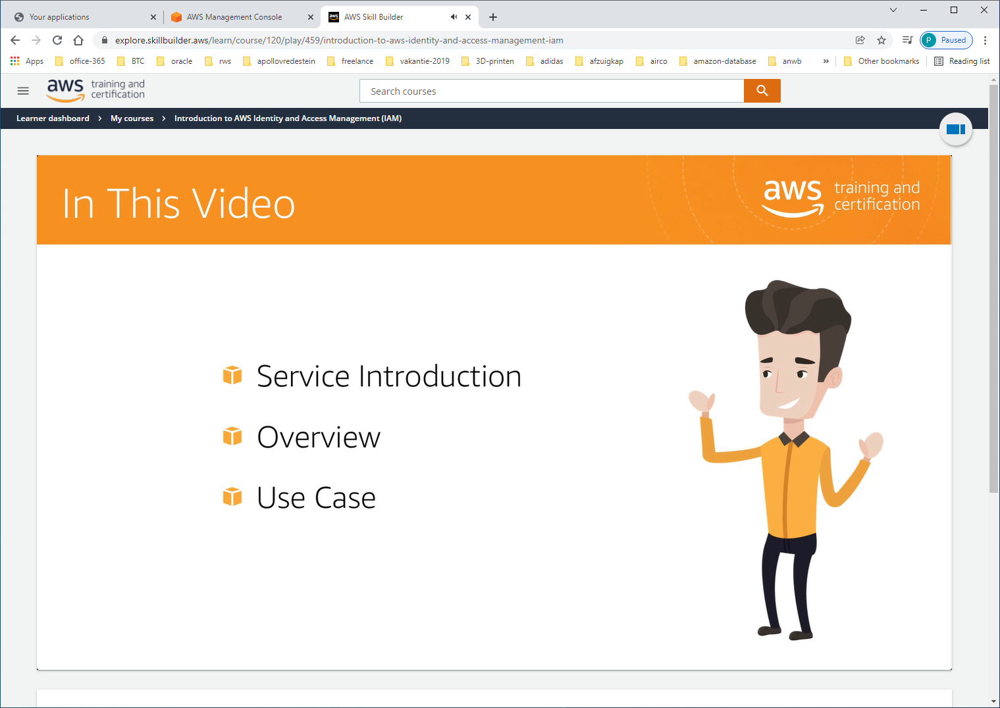 Your applications
AWS Management Console
aws
AWS Skill Builder
explore.skillbuilder.aws/learn/course/120/play/459/introduction-to-aws-identity-and-access-management-iam
P
Paused
Apps
office-365
BTC
oracle
rws
apollovredestein
freelance
vakantie-2019
3D-printen
adidas
afzuigkap
airco
amazon-database
anwb
»
Other bookmarks
Reading list
aws training and
certification
Search courses
Learner dashboard > My courses > Introduction to AWS Identity and Access Management (IAM)
In This Video
aws training and
certification
Service Introduction
Overview
Use Case